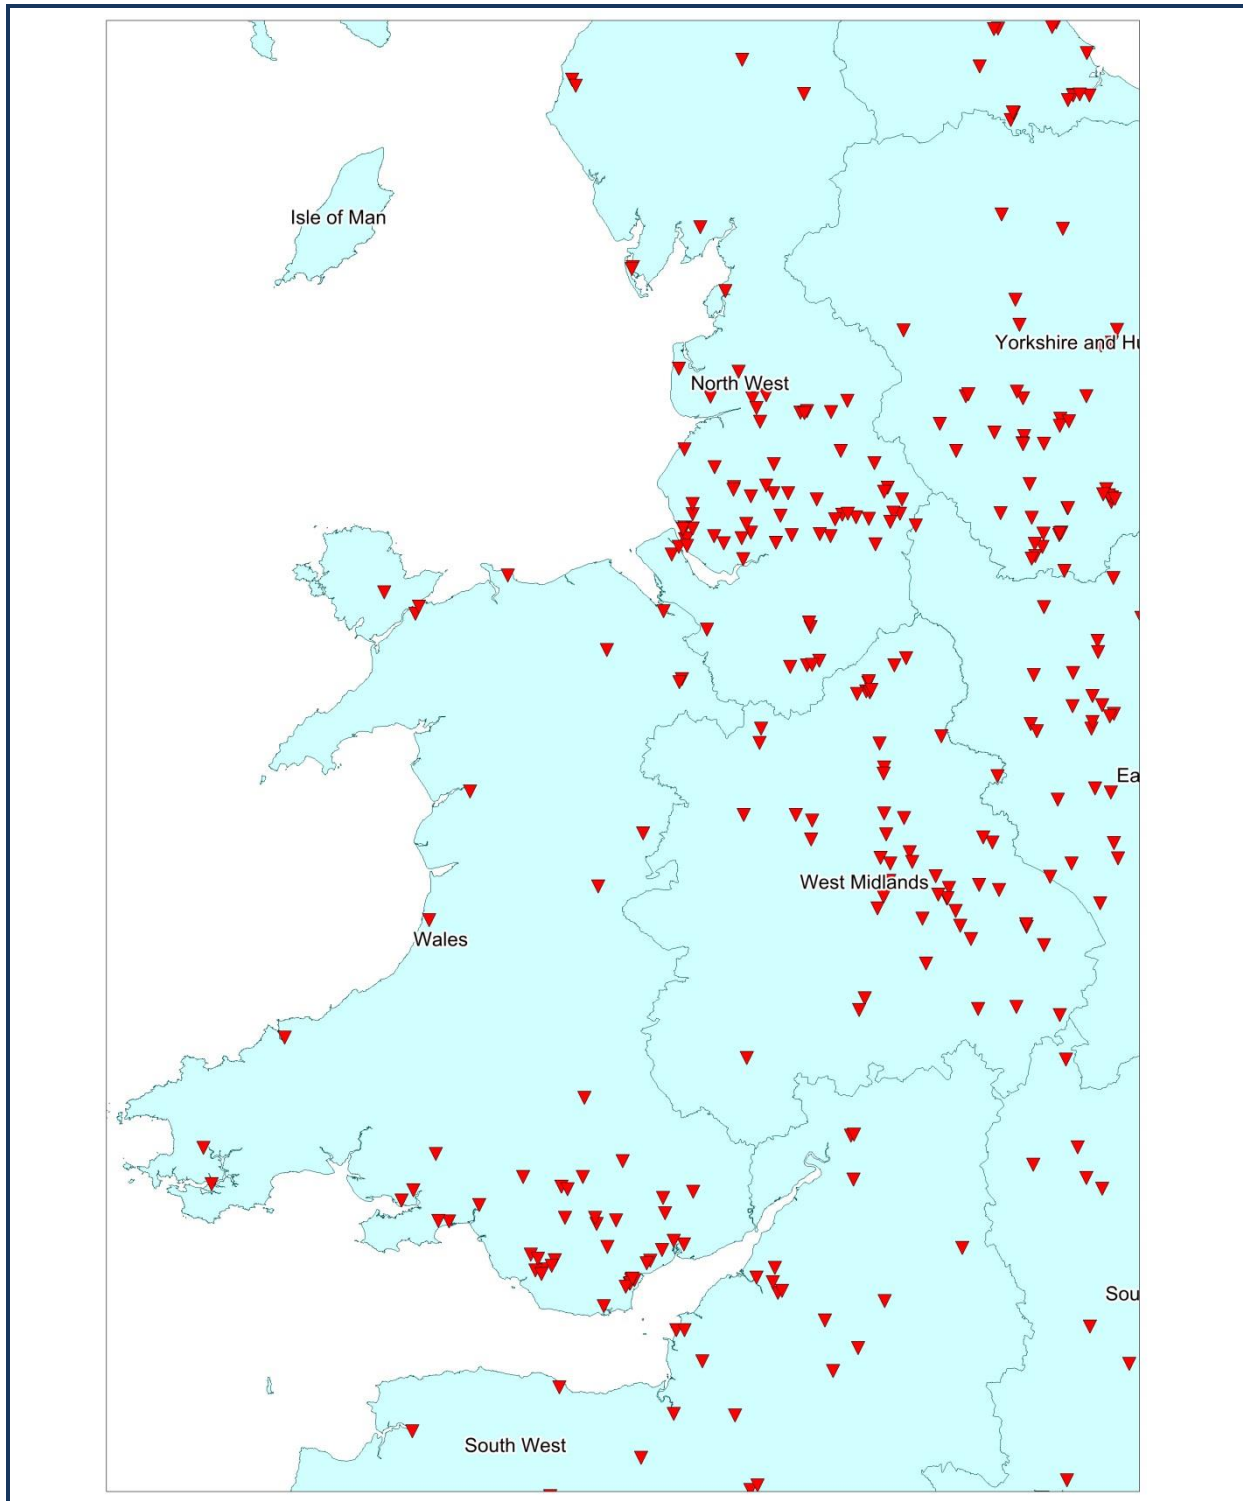 Isle of Man
Yorkshire and Hu
North West
Ea
West Midlands
Wales
Sou
South West